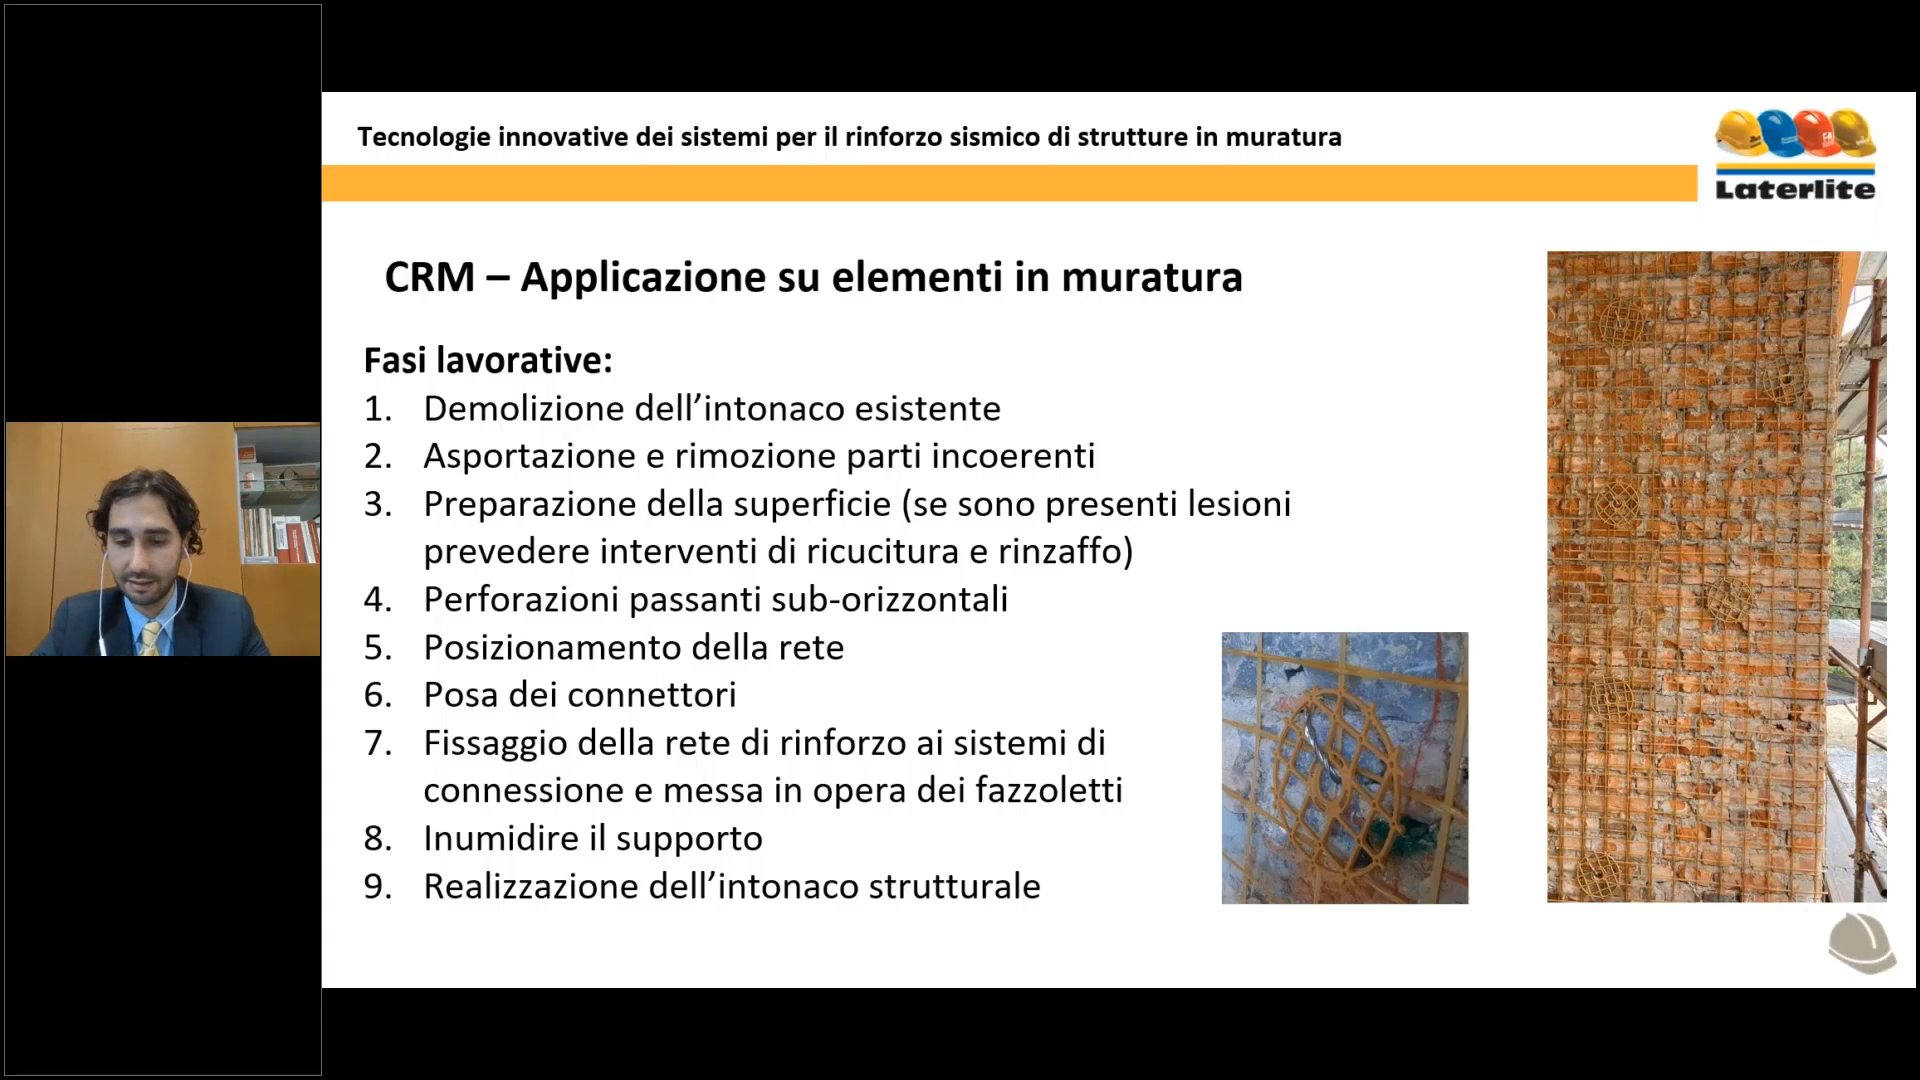 Tecnologie innovative dei sistemi per il rinforzo sismico di strutture in muratura
Laterlite
CRM – Applicazione su elementi in muratura
Fasi lavorative:
1. Demolizione dell’intonaco esistente
2. Asportazione e rimozione parti incoerenti
3. Preparazione della superficie (se sono presenti lesioni
prevedere interventi di ricucitura e rinzaffo)
4. Perforazioni passanti sub-orizzontali
5. Posizionamento della rete
6. Posa dei connettori
7. Fissaggio della rete di rinforzo ai sistemi di
connessione e messa in opera dei fazzoletti
8. Inumidire il supporto
9. Realizzazione dell’intonaco strutturale